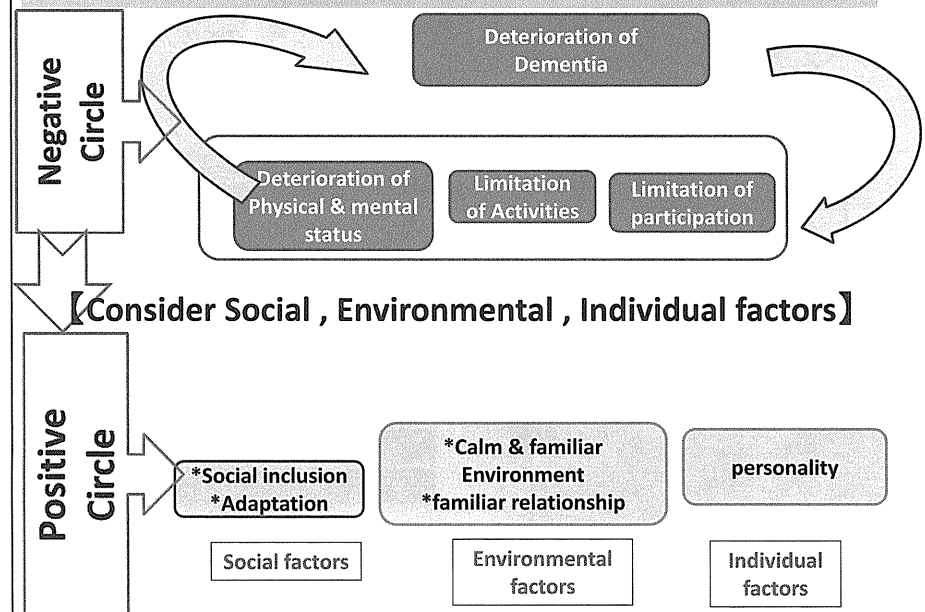 Negative
Circle
Deterioration of
Dementia
Deterioration of
Physical & mental
status
Limitation
of Activities
Limitation of
participation
【Consider Social , Environmental , Individual factors】
Positive
Circle
*Social inclusion
*Adaptation
*Calm & familiar
Environment
*familiar relationship
personality
Social factors
Environmental
factors
Individual
factors